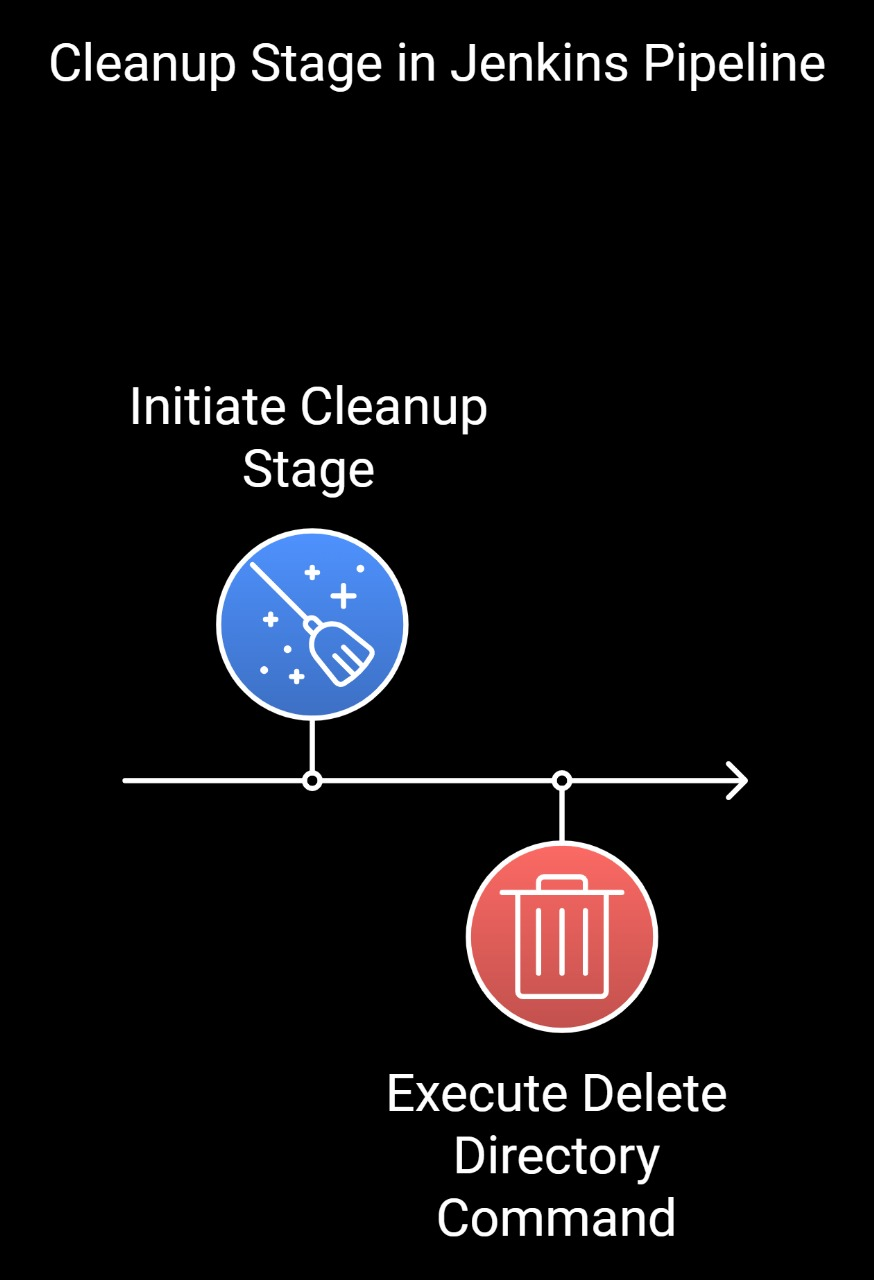 Cleanup Stage in Jenkins Pipeline
Initiate Cleanup
Stage
Execute Delete
Directory
Command